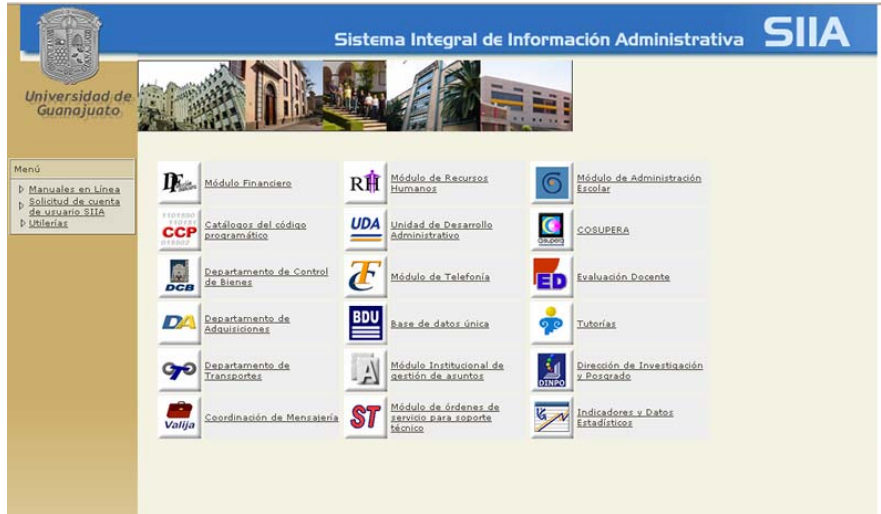 Sistema Integral de Información Administrativa SIIA
Universidad de
Guanajuato
Menú
Manuales en Línea
Solicitud de cuenta
de usuario SIIA
Utilerías
Módulo Financiero
RH
Módulo de Recursos
Humanos
Módulo de Administración
Escolar
CCP
Catálogos del código
programático
UDA
Unidad de Desarrollo
Administrativo
cosupera
COSUPERA
DCB
Departamento de Control
de Bienes
Módulo de Telefonía
ED
Evaluación Docente
DA
Departamento de
Adquisiciones
BDU
Base de datos única
Tutorías
Departamento de
Transportes
A
Módulo Institucional de
gestión de asuntos
DINPO
Dirección de Investigación
y Posgrado
Valija
Coordinación de Mensajería
ST
Módulo de órdenes de
servicio para soporte
técnico
Indicadores y Datos
Estadísticos